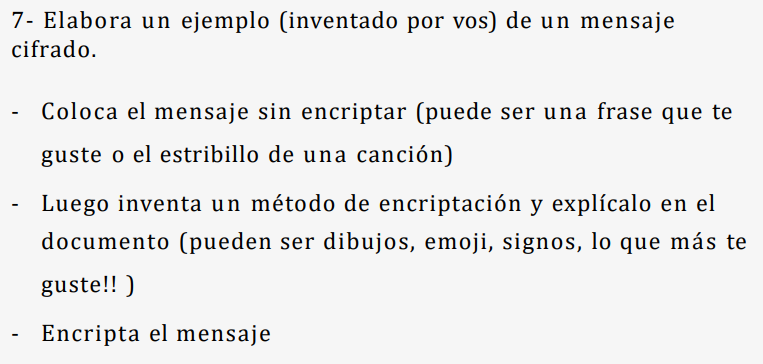 7- Elabora un ejemplo (inventado por vos) de un mensaje
cifrado.
- Coloca el mensaje sin encriptar (puede ser una frase que te
guste o el estribillo de una canción)
- Luego inventa un método de encriptación y explícalo en el
documento (pueden ser dibujos, emoji, signos, lo que más te
guste!! )
- Encripta el mensaje